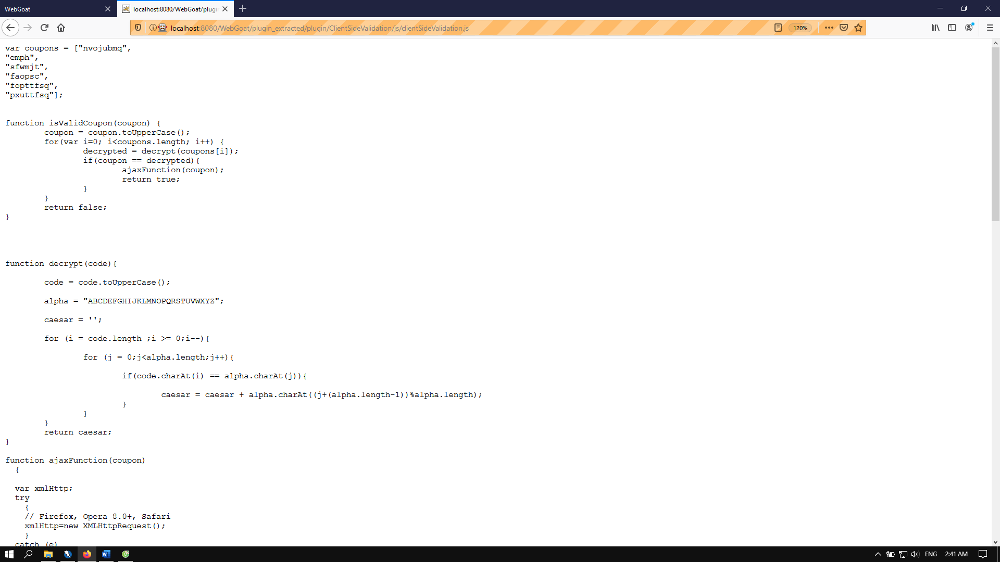 WebGoat
localhost:8080/WebGoat/plugi
localhost:8080/WebGoat/plugin_extracted/plugin/ClientSideValidation/js/clientSideValidation.js
120%
var coupons = ["nvojubmq",
"emph",
"sfwmjt",
"faopsc",
"fopttfsq",
"pxuttfsq"];
function isValidCoupon(coupon) {
coupon = coupon.toUpperCase();
for(var i=0; i<coupons.length; i++) {
decrypted = decrypt(coupons[i]);
if(coupon == decrypted){
ajaxFunction(coupon);
return true;
}
}
return false;
}
function decrypt(code){
code = code.toUpperCase();
alpha = "ABCDEFGHIJKLMNOPQRSTUVWXYZ";
caesar = '';
for (i = code.length ;i >= 0;i--){
for (j = 0;j<alpha.length;j++){
if(code.charAt(i) == alpha.charAt(j)){
caesar = caesar + alpha.charAt((j+(alpha.length-1))%alpha.length);
}
}
}
return caesar;
}
function ajaxFunction(coupon)
{
var xmlHttp;
try
{
// Firefox, Opera 8.0+, Safari
xmlHttp=new XMLHttpRequest();
}
catch (e)
ENG
2:41 AM